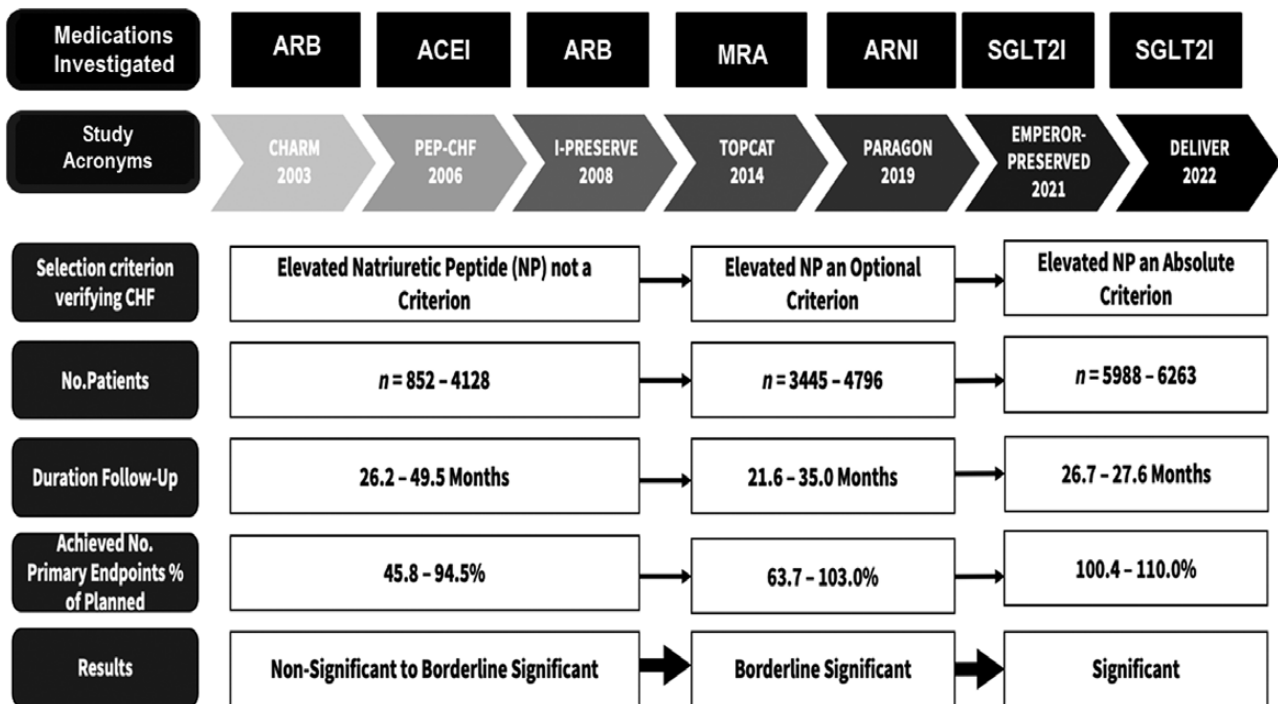 Medications
Investigated
ARB
ACEI
ARB
MRA
ARNI
SGLT2I
SGLT2I
Study
Acronyms
CHARM
2003
PEP-CHF
2006
I-PRESERVE
2008
TOPCAT
2014
PARAGON
2019
EMPEROR-
PRESERVED
2021
DELIVER
2022
Selection criterion
verifying CHF
Elevated Natriuretic Peptide (NP) not a
Criterion
Elevated NP an Optional
Criterion
Elevated NP an Absolute
Criterion
No.Patients
n = 852 – 4128
n = 3445 – 4796
n = 5988 – 6263
Duration Follow-Up
26.2 – 49.5 Months
21.6 – 35.0 Months
26.7 – 27.6 Months
Achieved No.
Primary Endpoints %
of Planned
45.8 – 94.5%
63.7 – 103.0%
100.4 – 110.0%
Results
Non-Significant to Borderline Significant
Borderline Significant
Significant